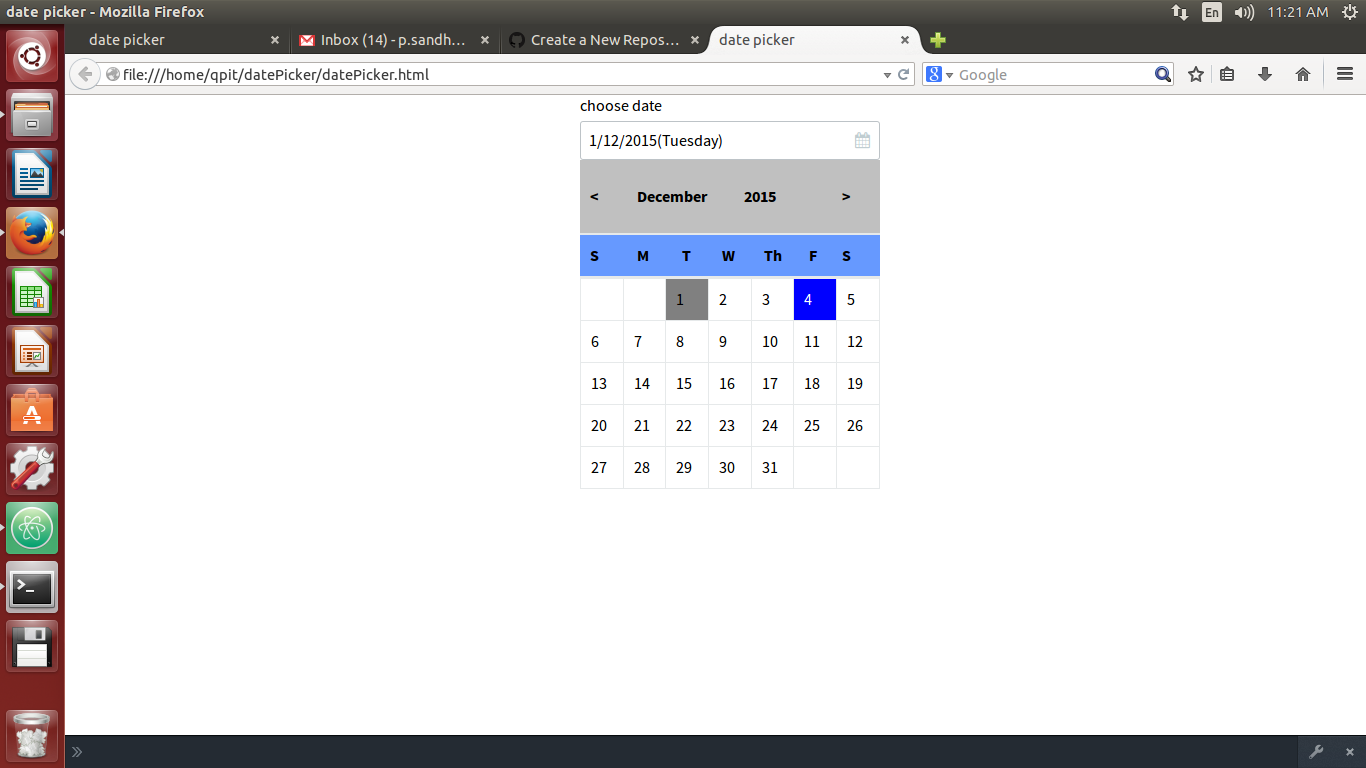 date picker - Mozilla Firefox
En
11:21 AM
date picker
Inbox (14) - p.sandh...
Create a New Repos...
date picker
file:///home/qpit/datePicker/datePicker.html
Google
choose date
1/12/2015(Tuesday)
< December 2015 >
S M T W Th F S
1 2 3 4 5
6 7 8 9 10 11 12
13 14 15 16 17 18 19
20 21 22 23 24 25 26
27 28 29 30 31